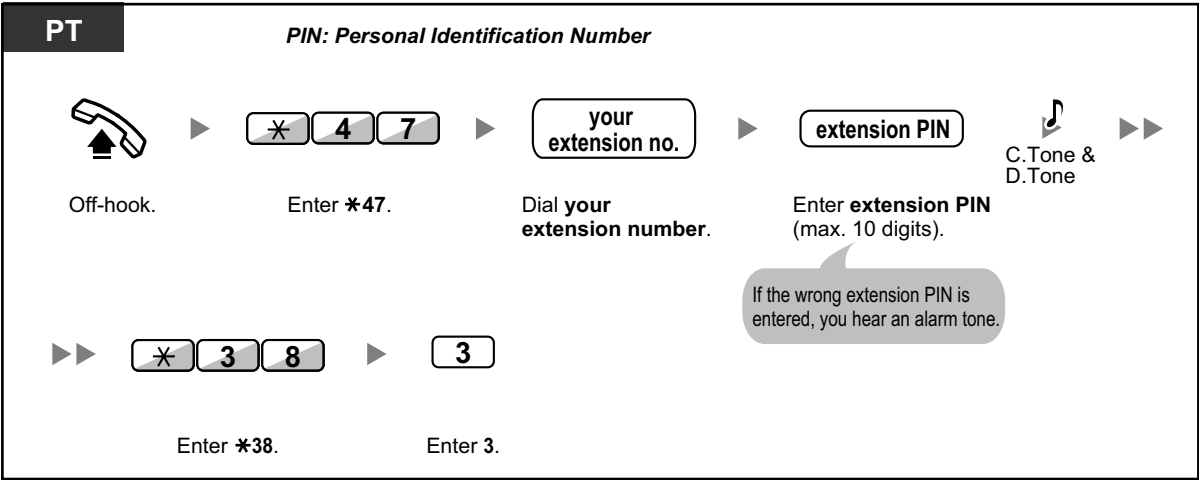 PT
PIN: Personal Identification Number
* 4 7
your
extension no.
extension PIN
C.Tone &
D.Tone
Off-hook.
Enter *47.
Dial your
extension number.
Enter extension PIN
(max. 10 digits).
If the wrong extension PIN is
entered, you hear an alarm tone.
* 3 8
3
Enter *38.
Enter 3.